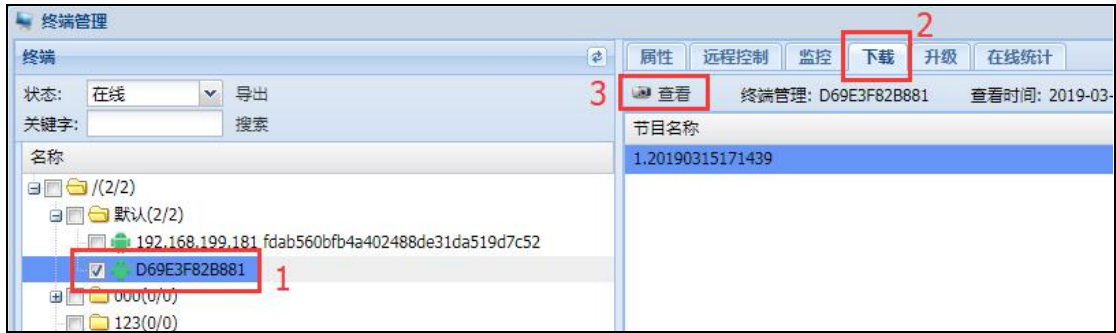 终端管理
终端
状态: 在线 导出
关键字: 搜索
名称
/(2/2)
默认(2/2)
192.168.199.181 fdab560bfb4a402488de31da519d7c52
D69E3F82B881
000(0/0)
123(0/0)
1
2
属性 远程控制 监控 下载 升级 在线统计
3
查看 终端管理: D69E3F82B881 查看时间: 2019-03-
节目名称
1.20190315171439